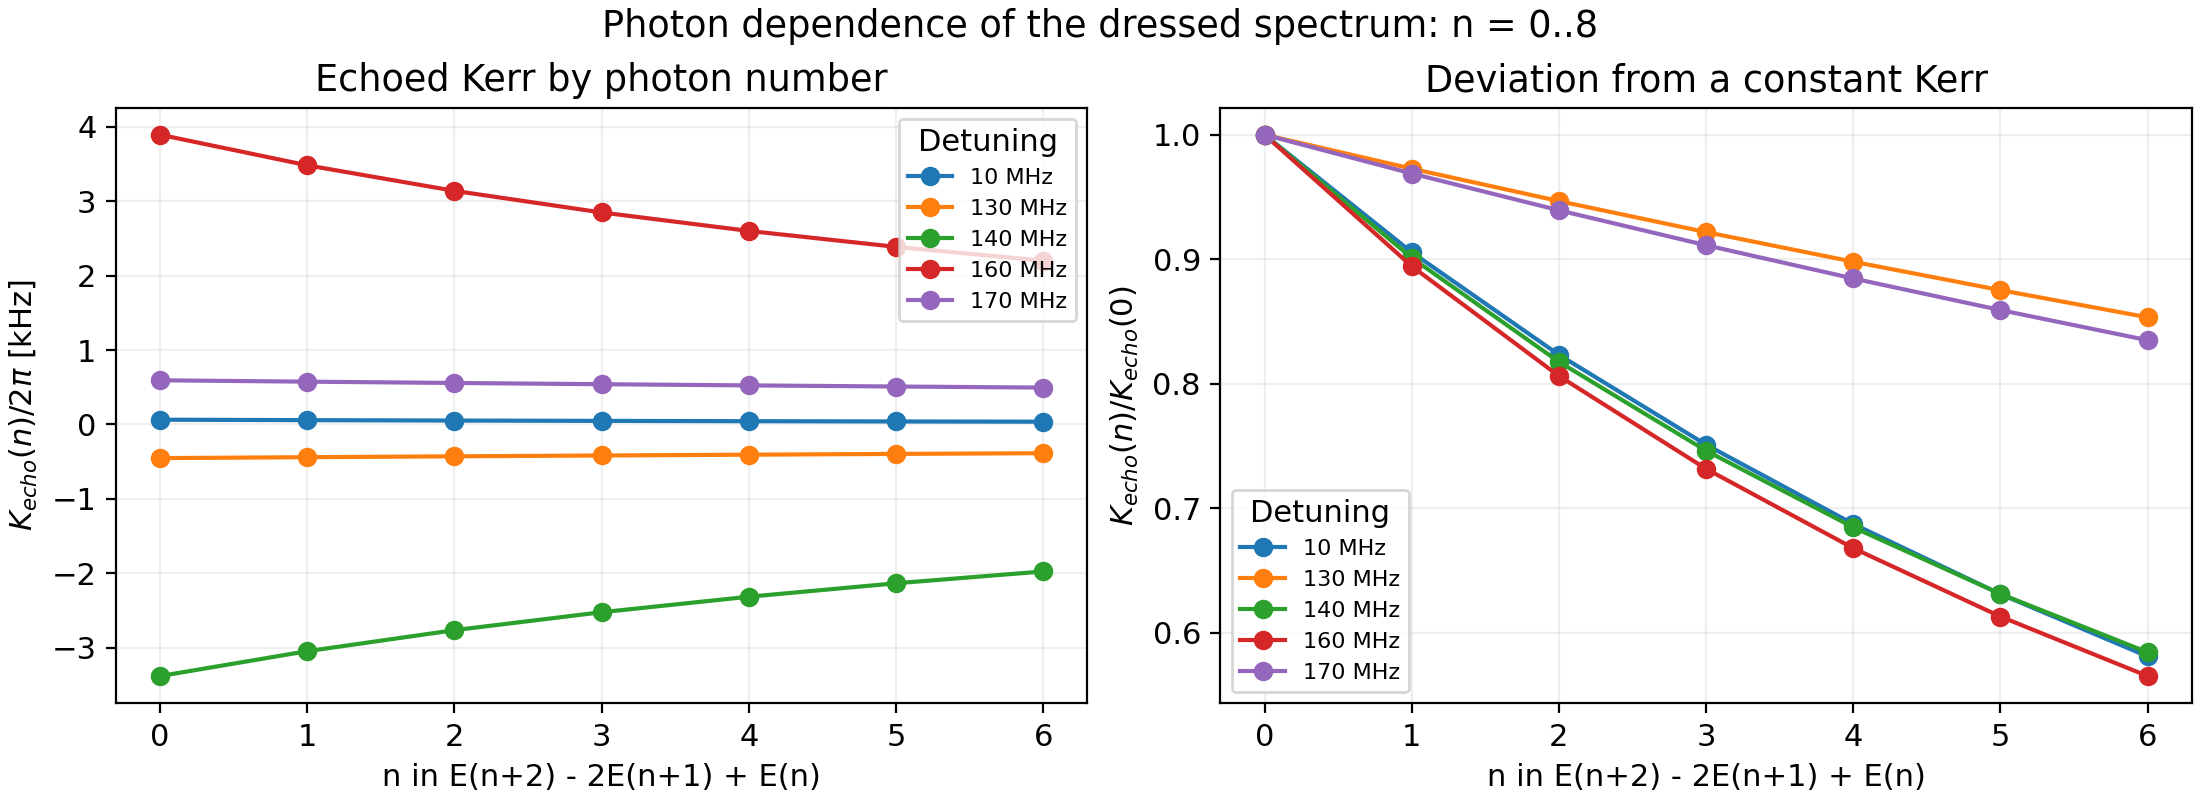 Photon dependence of the dressed spectrum: n = 0..8
Echoed Kerr by photon number
K_echo(n)/2π [kHz]
4
3
2
1
0
−1
−2
−3
Detuning
10 MHz
130 MHz
140 MHz
160 MHz
170 MHz
0 1 2 3 4 5 6
n in E(n+2) - 2E(n+1) + E(n)
Deviation from a constant Kerr
K_echo(n)/K_echo(0)
1.0
0.9
0.8
0.7
0.6
Detuning
10 MHz
130 MHz
140 MHz
160 MHz
170 MHz
0 1 2 3 4 5 6
n in E(n+2) - 2E(n+1) + E(n)